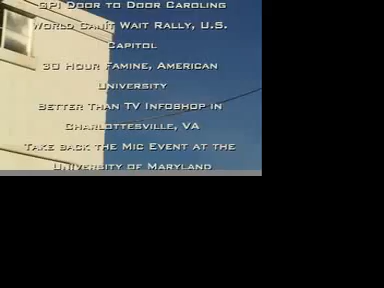 GPI Door to Door Caroling
World Can't Wait Rally, U.S.
Capitol
30 Hour Famine, American
University
Better Than TV Infoshop in
Charlottesville, VA
Take back the Mic Event at the
University of Maryland